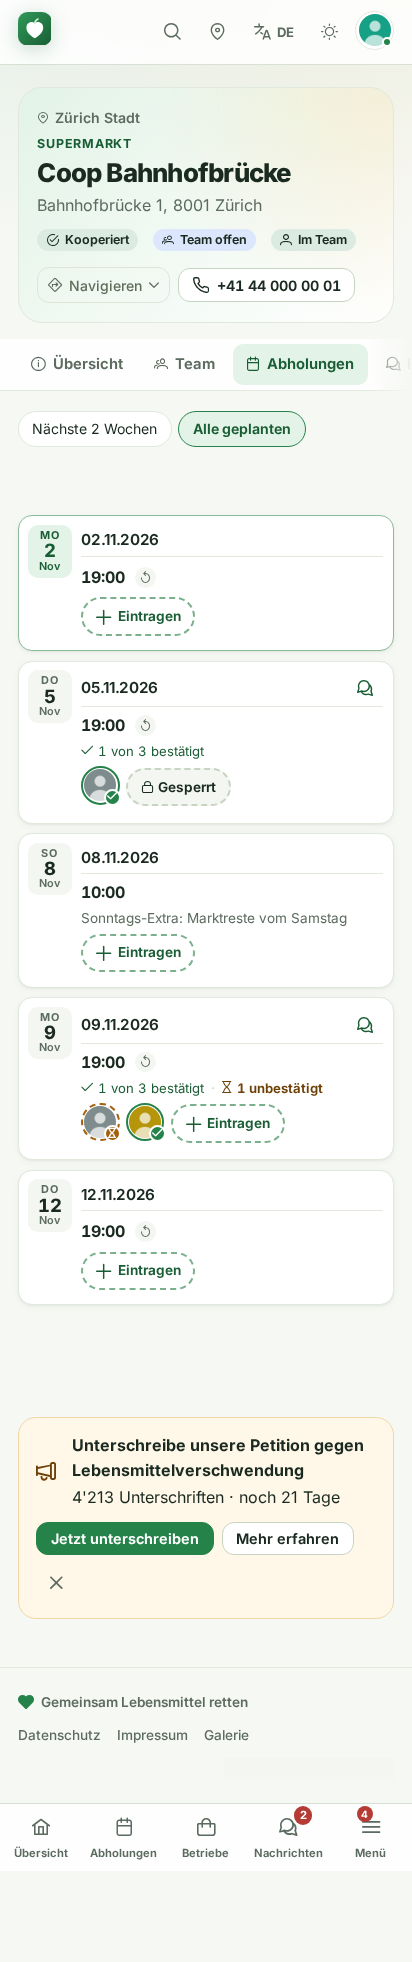 DE
Zürich Stadt
SUPERMARKT
Coop Bahnhofbrücke
Bahnhofbrücke 1, 8001 Zürich
Kooperiert Team offen Im Team
Navigieren +41 44 000 00 01
Übersicht Team Abholungen
Nächste 2 Wochen Alle geplanten
MO
2
Nov
02.11.2026
19:00
Eintragen
DO
5
Nov
05.11.2026
19:00
1 von 3 bestätigt
Gesperrt
SO
8
Nov
08.11.2026
10:00
Sonntags-Extra: Marktreste vom Samstag
Eintragen
MO
9
Nov
09.11.2026
19:00
1 von 3 bestätigt · 1 unbestätigt
Eintragen
DO
12
Nov
12.11.2026
19:00
Eintragen
Unterschreibe unsere Petition gegen
Lebensmittelverschwendung
4'213 Unterschriften · noch 21 Tage
Jetzt unterschreiben Mehr erfahren
Gemeinsam Lebensmittel retten
Datenschutz Impressum Galerie
2 4
Übersicht Abholungen Betriebe Nachrichten Menü